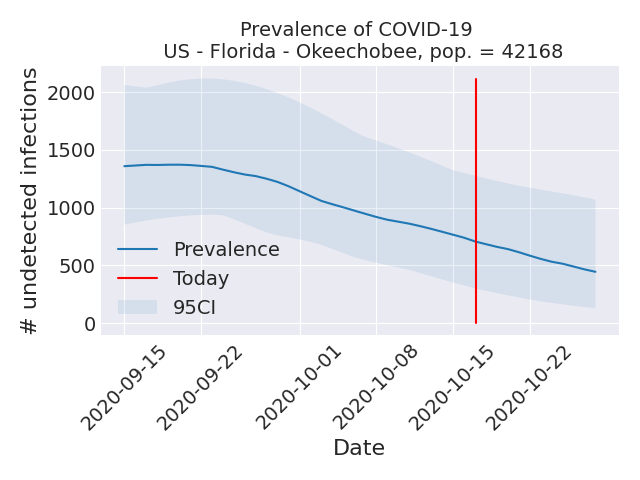 Prevalence of COVID-19
US - Florida - Okeechobee, pop. = 42168
# undetected infections
2000
1500
1000
500
0
Prevalence
Today
95CI
2020-09-15
2020-09-22
2020-10-01
2020-10-08
2020-10-15
2020-10-22
Date